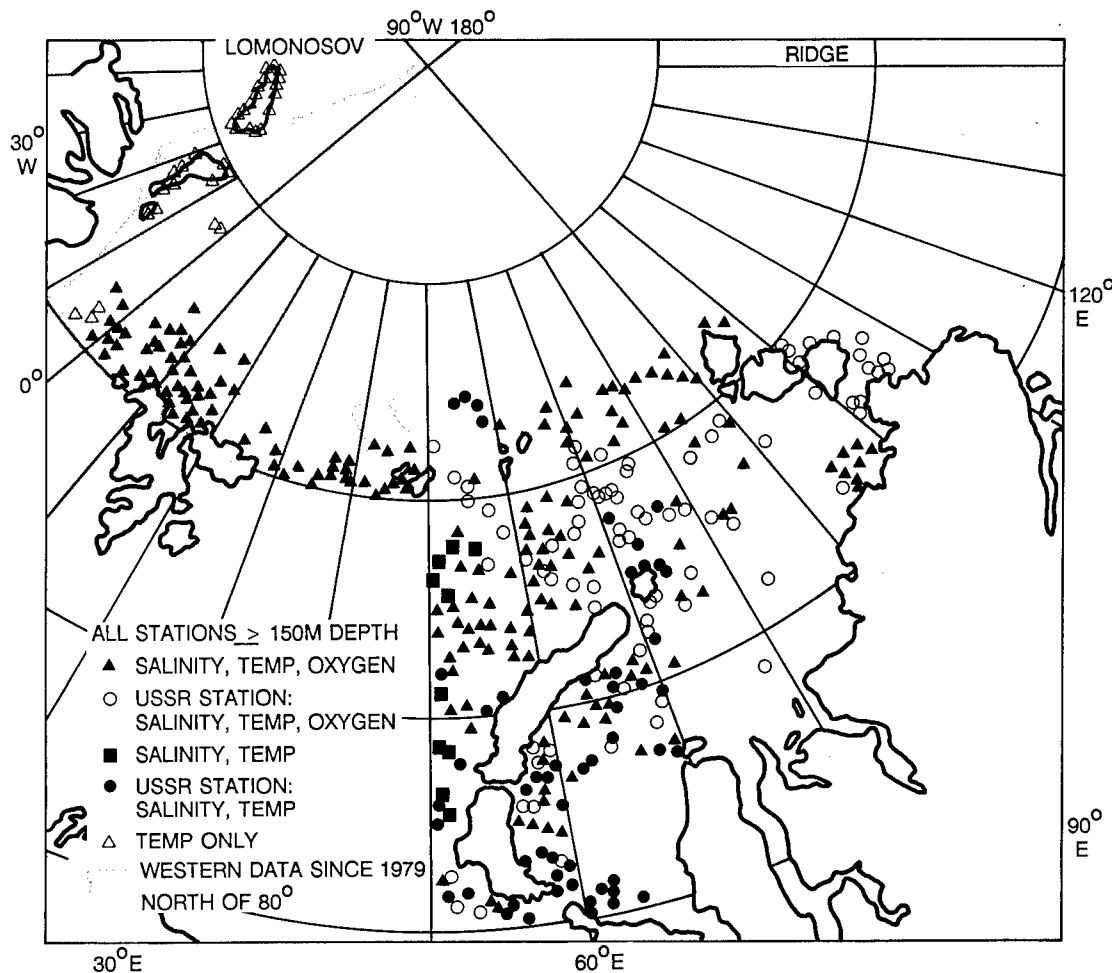 90°W 180°
LOMONOSOV
RIDGE
30°
W
120°
E
0°
ALL STATIONS ≥ 150M DEPTH
SALINITY, TEMP, OXYGEN
USSR STATION:
SALINITY, TEMP, OXYGEN
SALINITY, TEMP
USSR STATION:
SALINITY, TEMP
TEMP ONLY
WESTERN DATA SINCE 1979
NORTH OF 80°
90°
E
30°E
60°E